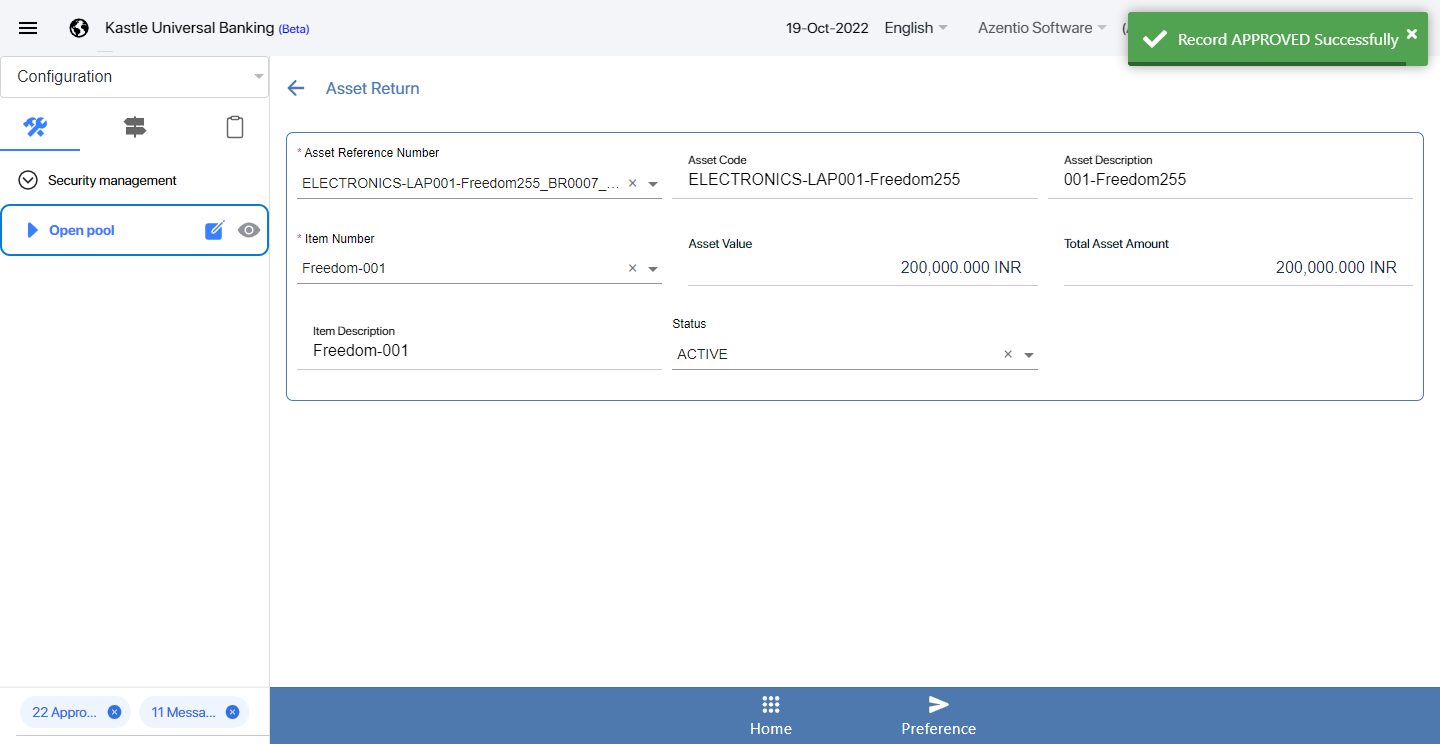 Kastle Universal Banking (Beta)
19-Oct-2022
English
Azentio Software
Record APPROVED Successfully
Configuration
Asset Return
Security management
Open pool
* Asset Reference Number
ELECTRONICS-LAP001-Freedom255_BR0007_...
Asset Code
ELECTRONICS-LAP001-Freedom255
Asset Description
001-Freedom255
* Item Number
Freedom-001
Asset Value
200,000.000 INR
Total Asset Amount
200,000.000 INR
Item Description
Freedom-001
Status
ACTIVE
22 Appro...
11 Messa...
Home
Preference